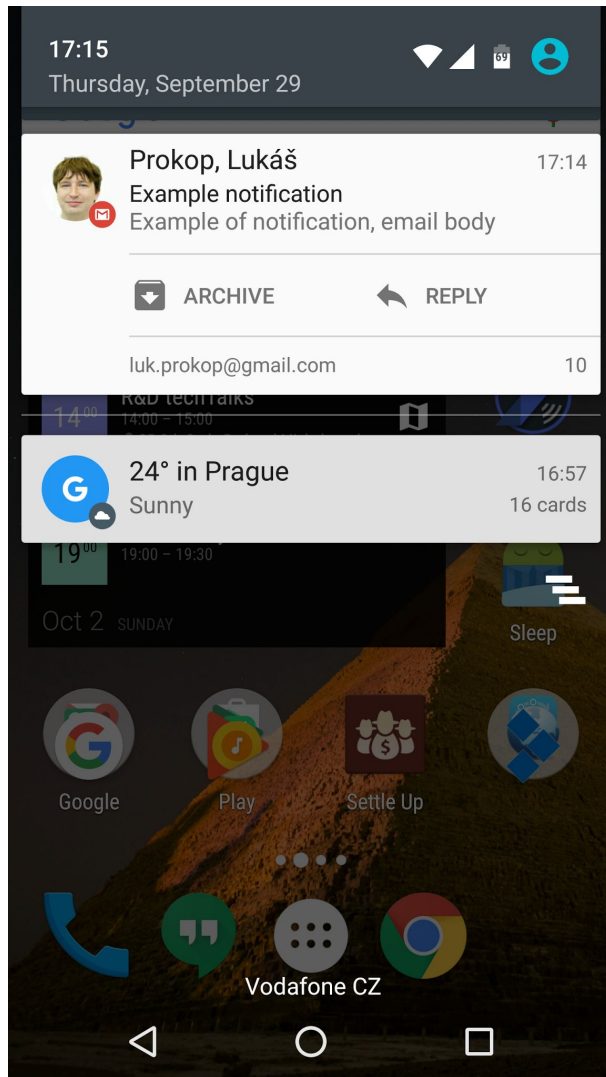 17:15
69
Thursday, September 29
Prokop, Lukáš
17:14
Example notification
Example of notification, email body
ARCHIVE
REPLY
luk.prokop@gmail.com
10
R&D techTalks
14 00
14:00 – 15:00
G
24° in Prague
16:57
Sunny
16 cards
19 00
19:00 – 19:30
Oct 2 SUNDAY
Sleep
Google
Play
Settle Up
Vodafone CZ